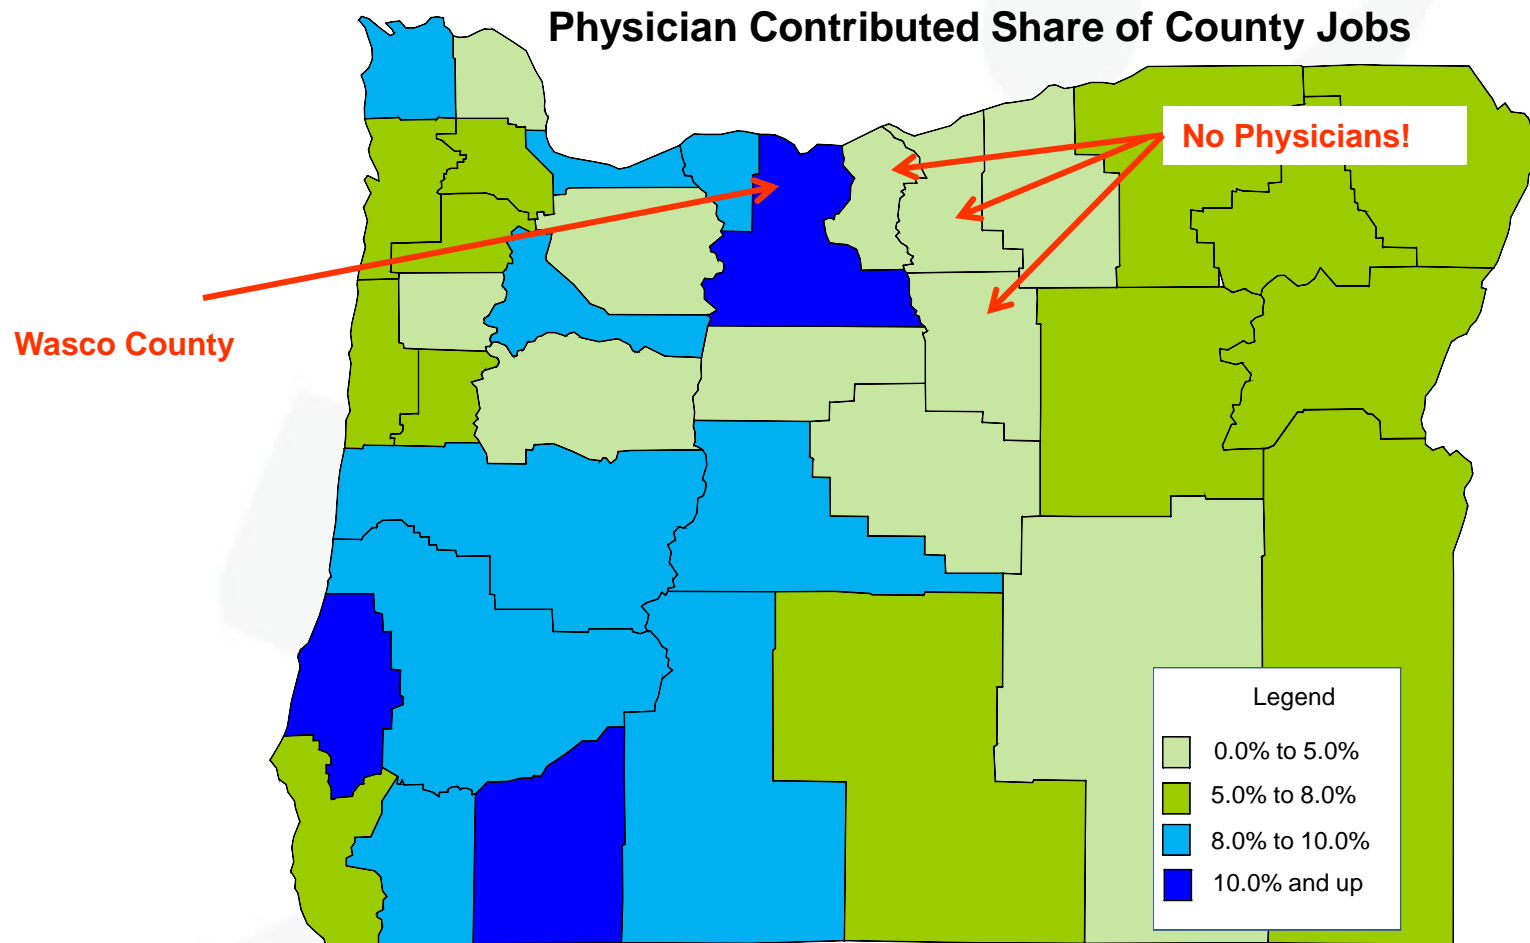 Physician Contributed Share of County Jobs
No Physicians!
Wasco County
Legend
0.0% to 5.0%
5.0% to 8.0%
8.0% to 10.0%
10.0% and up